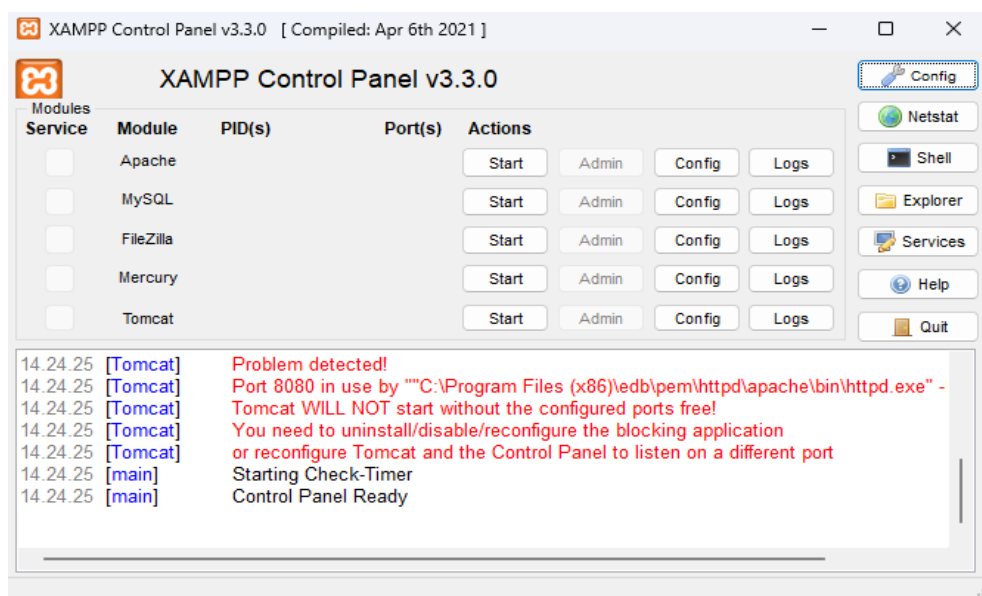 XAMPP Control Panel v3.3.0 [ Compiled: Apr 6th 2021 ]
XAMPP Control Panel v3.3.0
Config
Modules
Service Module PID(s) Port(s) Actions
Netstat
Apache Start Admin Config Logs
Shell
MySQL Start Admin Config Logs
Explorer
FileZilla Start Admin Config Logs
Services
Mercury Start Admin Config Logs
Help
Tomcat Start Admin Config Logs
Quit
14.24.25 [Tomcat] Problem detected!
14.24.25 [Tomcat] Port 8080 in use by ""C:\Program Files (x86)\edb\pem\httpd\apache\bin\httpd.exe" -
14.24.25 [Tomcat] Tomcat WILL NOT start without the configured ports free!
14.24.25 [Tomcat] You need to uninstall/disable/reconfigure the blocking application
14.24.25 [Tomcat] or reconfigure Tomcat and the Control Panel to listen on a different port
14.24.25 [main] Starting Check-Timer
14.24.25 [main] Control Panel Ready